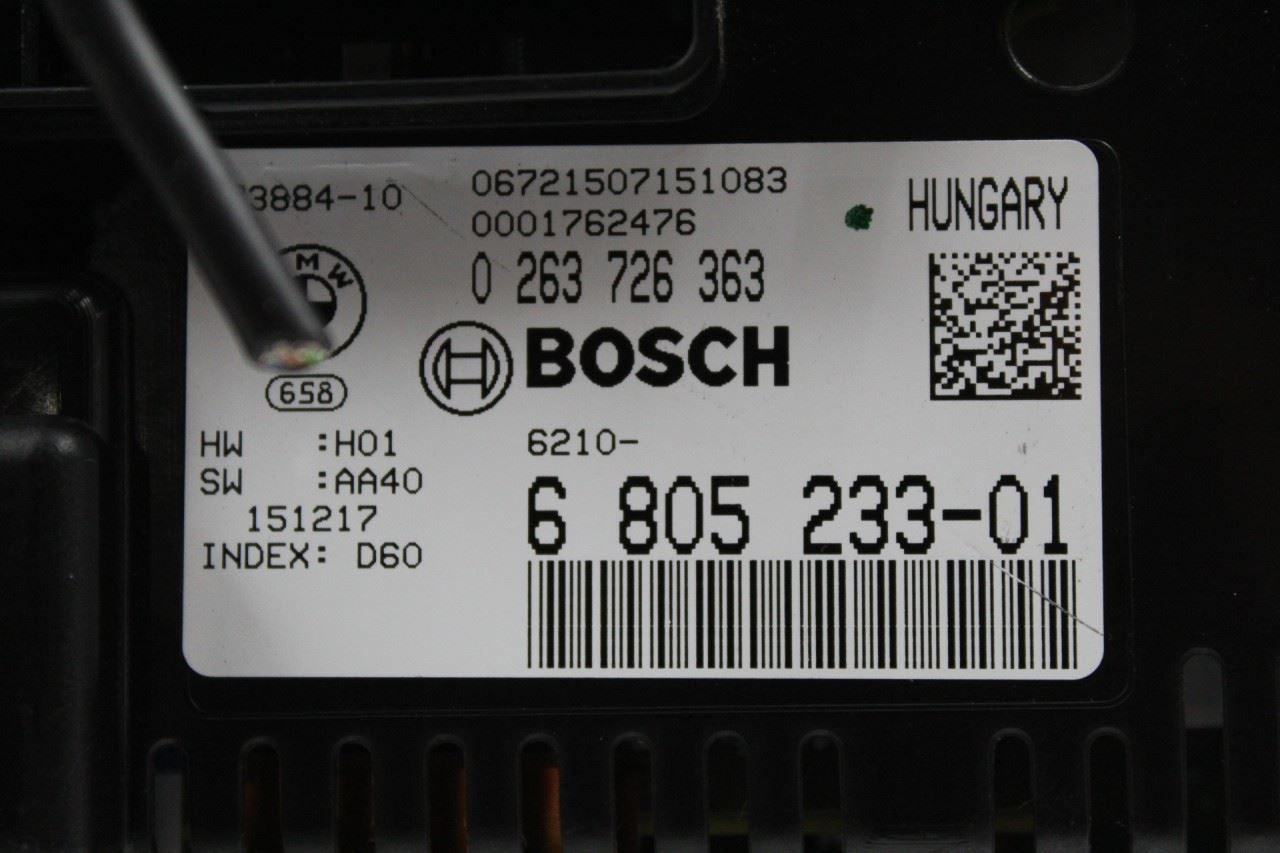 3884-10
06721507151083
0001762476
HUNGARY
0 263 726 363
MW
BOSCH
658
HW :H01
SW :AA40
151217
INDEX: D60
6210-
6 805 233-01